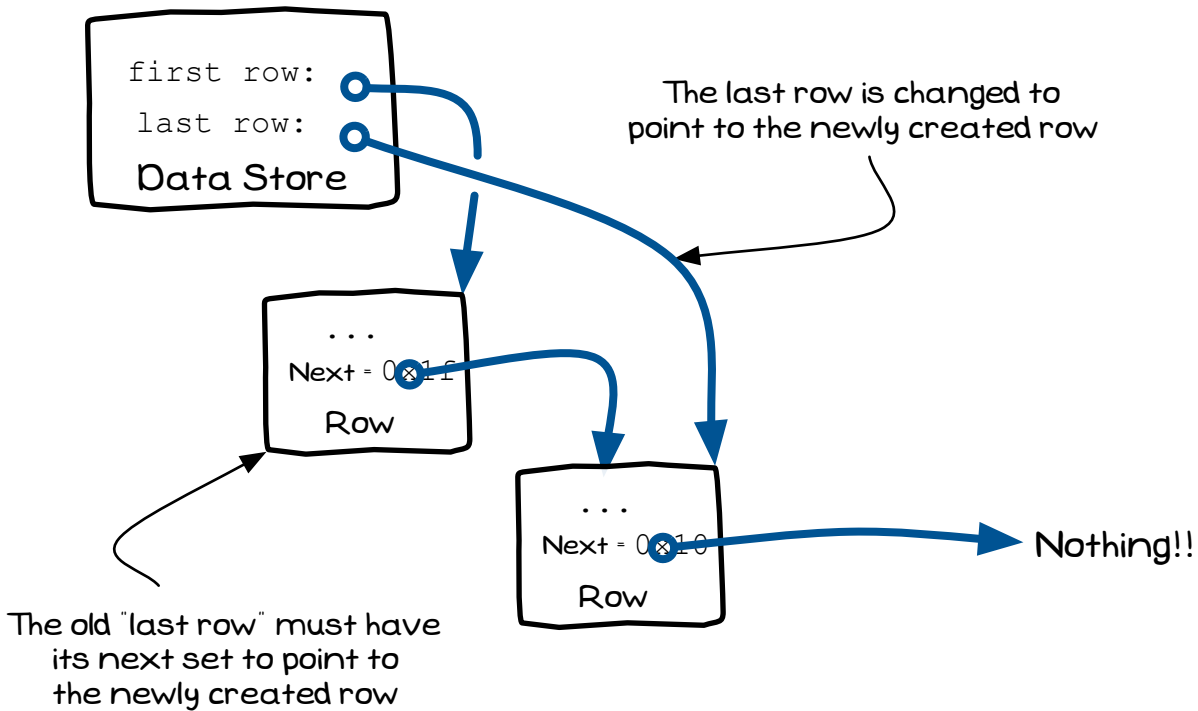 first row:
last row:
Data Store
The last row is changed to
point to the newly created row
...
Next = 0x1f
Row
...
Next = 0x10
Row
Nothing!!
The old "last row" must have
its next set to point to
the newly created row